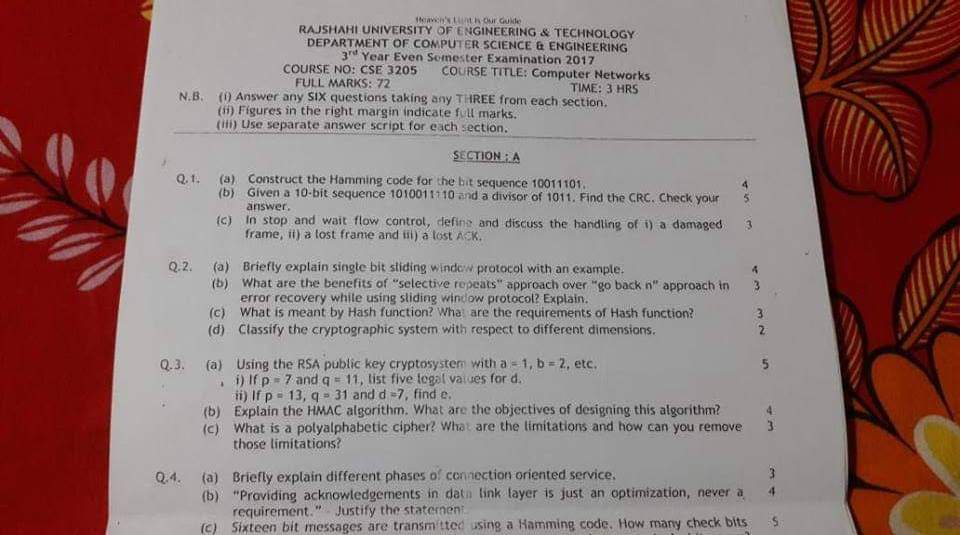 Heaven's Light is Our Guide
RAJSHAHI UNIVERSITY OF ENGINEERING & TECHNOLOGY
DEPARTMENT OF COMPUTER SCIENCE & ENGINEERING
3rd Year Even Semester Examination 2017
COURSE NO: CSE 3205 COURSE TITLE: Computer Networks
FULL MARKS: 72 TIME: 3 HRS
N.B. (i) Answer any SIX questions taking any THREE from each section.
(ii) Figures in the right margin indicate full marks.
(iii) Use separate answer script for each section.
SECTION : A
Q.1. (a) Construct the Hamming code for the bit sequence 10011101. 4
(b) Given a 10-bit sequence 1010011110 and a divisor of 1011. Find the CRC. Check your 5
answer.
(c) In stop and wait flow control, define and discuss the handling of i) a damaged 3
frame, ii) a lost frame and iii) a lost ACK.
Q.2. (a) Briefly explain single bit sliding window protocol with an example. 4
(b) What are the benefits of "selective repeats" approach over "go back n" approach in 3
error recovery while using sliding window protocol? Explain.
(c) What is meant by Hash function? What are the requirements of Hash function? 3
(d) Classify the cryptographic system with respect to different dimensions. 2
Q.3. (a) Using the RSA public key cryptosystem with a = 1, b = 2, etc. 5
i) If p = 7 and q = 11, list five legal values for d.
ii) If p = 13, q = 31 and d =7, find e.
(b) Explain the HMAC algorithm. What are the objectives of designing this algorithm? 4
(c) What is a polyalphabetic cipher? What are the limitations and how can you remove 3
those limitations?
Q.4. (a) Briefly explain different phases of connection oriented service. 3
(b) "Providing acknowledgements in data link layer is just an optimization, never a 4
requirement." Justify the statement.
(c) Sixteen bit messages are transmitted using a Hamming code. How many check bits 5